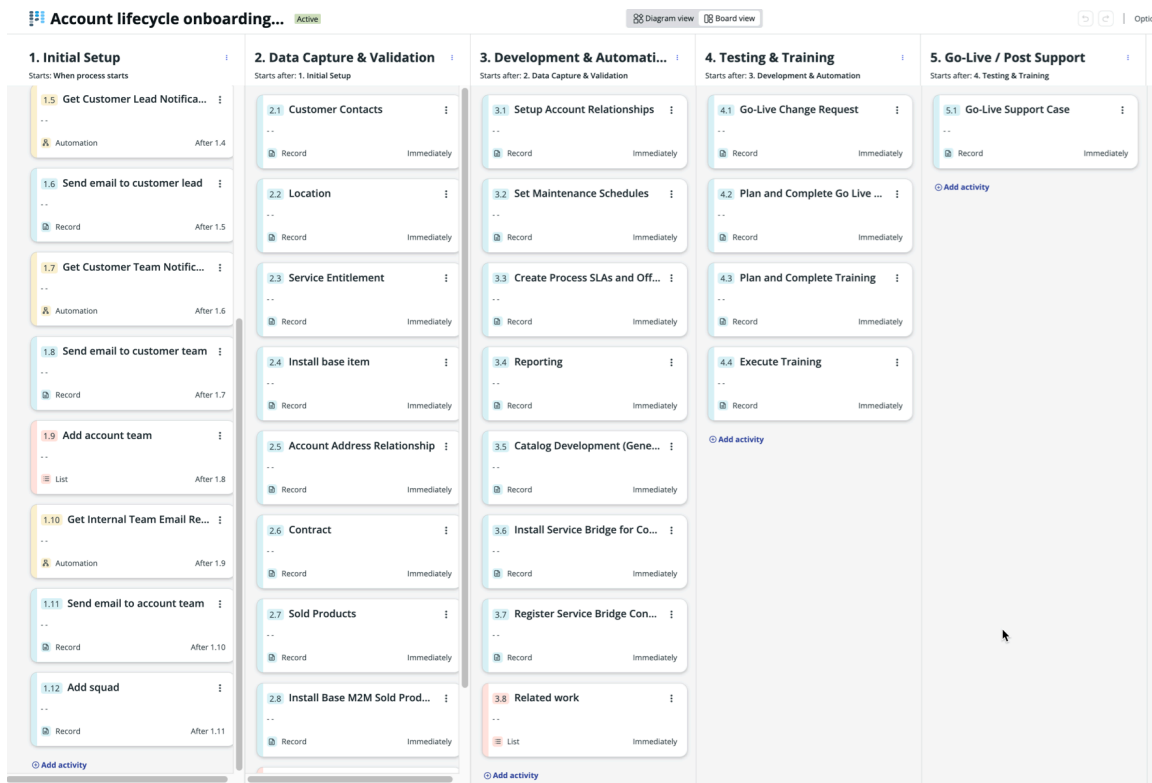 Account lifecycle onboarding... Active
Diagram view Board view
Optio
1. Initial Setup
Starts: When process starts
1.5 Get Customer Lead Notifica...
--
Automation After 1.4
1.6 Send email to customer lead
--
Record After 1.5
1.7 Get Customer Team Notific...
--
Automation After 1.6
1.8 Send email to customer team
--
Record After 1.7
1.9 Add account team
--
List After 1.8
1.10 Get Internal Team Email Re...
--
Automation After 1.9
1.11 Send email to account team
--
Record After 1.10
1.12 Add squad
--
Record After 1.11
Add activity
2. Data Capture & Validation
Starts after: 1. Initial Setup
2.1 Customer Contacts
--
Record Immediately
2.2 Location
--
Record Immediately
2.3 Service Entitlement
--
Record Immediately
2.4 Install base item
--
Record Immediately
2.5 Account Address Relationship
--
Record Immediately
2.6 Contract
--
Record Immediately
2.7 Sold Products
--
Record Immediately
2.8 Install Base M2M Sold Prod...
--
Record Immediately
3. Development & Automati...
Starts after: 2. Data Capture & Validation
3.1 Setup Account Relationships
--
Record Immediately
3.2 Set Maintenance Schedules
--
Record Immediately
3.3 Create Process SLAs and Off...
--
Record Immediately
3.4 Reporting
--
Record Immediately
3.5 Catalog Development (Gene...
--
Record Immediately
3.6 Install Service Bridge for Co...
--
Record Immediately
3.7 Register Service Bridge Con...
--
Record Immediately
3.8 Related work
--
List Immediately
Add activity
4. Testing & Training
Starts after: 3. Development & Automation
4.1 Go-Live Change Request
--
Record Immediately
4.2 Plan and Complete Go Live ...
--
Record Immediately
4.3 Plan and Complete Training
--
Record Immediately
4.4 Execute Training
--
Record Immediately
Add activity
5. Go-Live / Post Support
Starts after: 4. Testing & Training
5.1 Go-Live Support Case
--
Record Immediately
Add activity